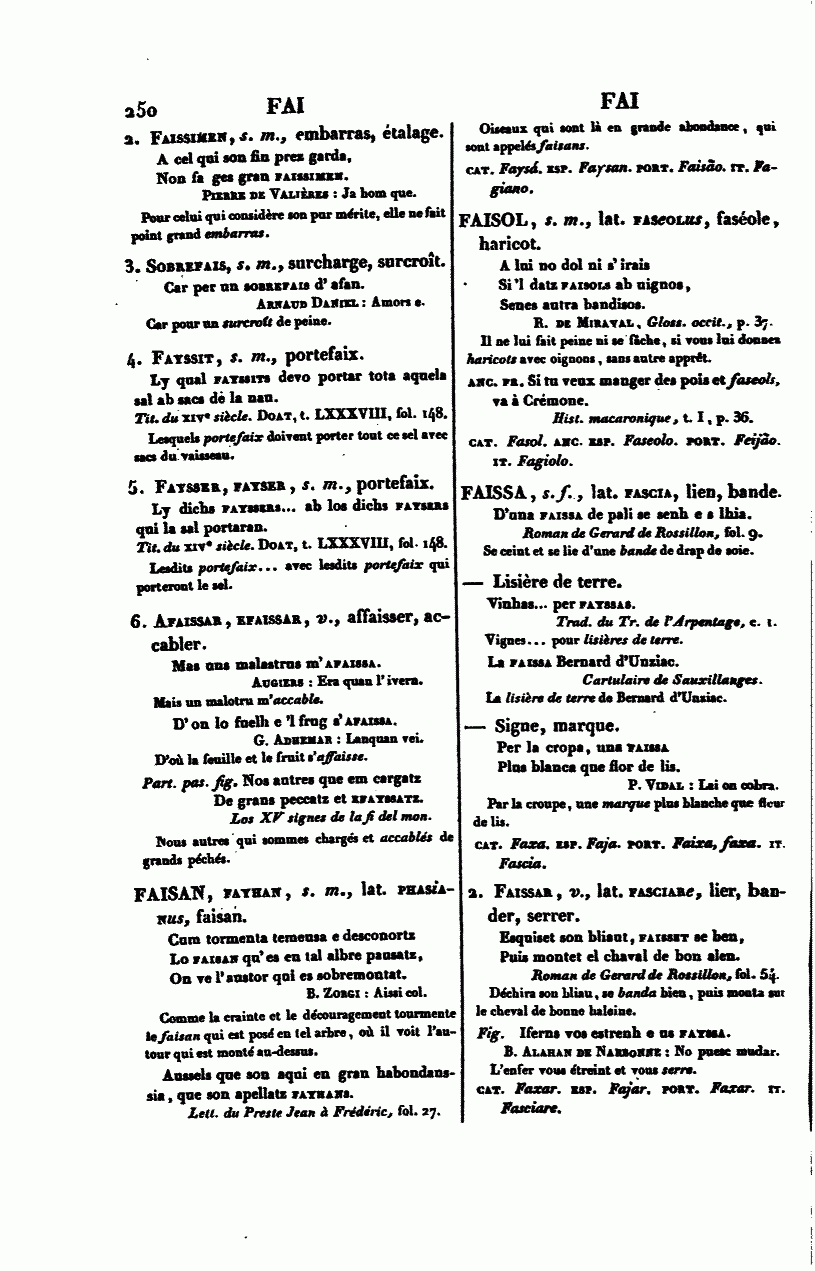 250 FAI
2. FAISSIMEN, s. m., embarras, étalage.
A cel qui son fin pres garda,
Non fa ges gran FAISSIMEN.
PIERRE DE VALIÈRES : Ja hom que.
Pour celui qui considère son pur mérite, elle ne fait
point grand embarras.
3. SOBREFAIS, s. m., surcharge, surcroît.
Car per un SOBREFAIS d'afan.
ARNAUD DANIEL : Amors e.
Car pour un surcroît de peine.
4. FAYSSIT, s. m., portefaix.
Ly qual FAYSSITS devo portar tota aquela
sal ab sacs de la nau.
Tit. du XIVe siècle. DOAT, t. LXXXVIII, fol. 148.
Lesquels portefaix doivent porter tout ce sel avec
sacs du vaisseau.
5. FAYSSER, FAYSER, s. m., portefaix.
Ly dichs FAYSSERS... ab los dichs FAYSERS
qui la sal portaran.
Tit. du XIVe siècle. DOAT, t. LXXXVIII, fol. 148.
Lesdits portefaix... avec lesdits portefaix qui
porteront le sel.
6. AFAISSAR, EFAISSAR, v., affaisser, ac-
cabler.
Mas uns malastrus m'AFAISSA.
AUGIERS : Era quan l'ivern.
Mais un malotru m'accable.
D'on lo fuelh e 'l frug s'AFAISSA.
G. ADHEMAR : Lanquan vei.
D'où la feuille et le fruit s'affaisse.
Part. pas. fig. Nos autres que em cargatz
De grans peccatz et EFAYSSATZ.
Los XV signes de la fi del mon.
Nous autres qui sommes chargés et accablés de
grands péchés.
FAISAN, FAYHAN, s. m., lat. PHASIA-
NUS, faisan.
Cum tormenta temensa e desconortz
Lo FAISAN qu'es en tal albre pausatz,
On ve l'austor qui es sobremontat.
B. ZORGI : Aissi col.
Comme la crainte et le découragement tourmente
le faisan qui est posé en tel arbre, où il voit l'au-
tour qui est monté au-dessus.
Aussels que son aqui en gran habondans-
sia, que son apellatz FAYHANS.
Lett. du Preste Jean à Frédéric, fol. 27.
FAI
Oiseaux qui sont là en grande abondance, qui
sont appelés faisans.
CAT. Faysá. ESP. Faysan. PORT. Faisão. IT. Fa-
giano.
FAISOL, s. m., lat. FASEOLUS, faséole,
haricot.
A lui no dol ni s'irais
Si 'l datz FAISOLS ab uignos,
Senes autra bandisos.
R. DE MIRAVAL, Gloss. occit., p. 37.
Il ne lui fait peine ni se fâche, si vous lui donnez
haricots avec oignons, sans autre apprêt.
ANC. FR. Si tu veux manger des pois et faseols,
va à Crémone.
Hist. macaronique, t. I, p. 36.
CAT. Fasol. ANC. ESP. Faseolo. PORT. Feijão.
IT. Fagiolo.
FAISSA, s. f., lat. FASCIA, lien, bande.
D'una FAISSA de pali se senh e s lhia.
Roman de Gerard de Rossillon, fol. 9.
Se ceint et se lie d'une bande de drap de soie.
— Lisière de terre.
Vinhas... per FAYSSAS.
Trad. du Tr. de l'Arpentage, c. 1.
Vignes... pour lisières de terre.
La FAISSA Bernard d'Unziac.
Cartulaire de Sauxillanges.
La lisière de terre de Bernard d'Unziac.
— Signe, marque.
Per la cropa, una FAISSA
Plus blanca que flor de lis.
P. VIDAL : Lai on cobra.
Par la croupe, une marque plus blanche que fleur
de lis.
CAT. Faxa. ESP. Faja. PORT. Faixa, faxa. IT.
Fascia.
2. FAISSAR, v., lat. FASCIARE, lier, ban-
der, serrer.
Esquiset son bliaut, FAISSET se ben,
Puis montet el chaval de bon alen.
Roman de Gerard de Rossillon, fol. 54.
Déchira son bliau, se banda bien, puis monta sur
le cheval de bonne haleine.
Fig. Iferns vos estrenh e us FAYSSA.
B. ALAHAN DE NARBONNE : No puesc mudar.
L'enfer vous étreint et vous serre.
CAT. Faxar. ESP. Fajar. PORT. Faxar. IT.
Fasciare.